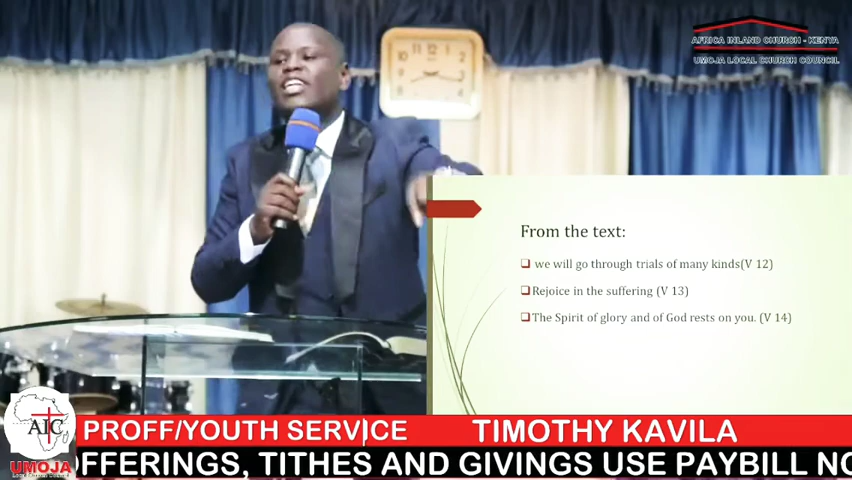 AFRICA INLAND CHURCH - KENYA
UMOJA LOCAL CHURCH COUNCIL
From the text:
we will go through trials of many kinds(V 12)
Rejoice in the suffering (V 13)
The Spirit of glory and of God rests on you. (V 14)
AIC
UMOJA
PROFF/YOUTH SERVICE
TIMOTHY KAVILA
OFFERINGS, TITHES AND GIVINGS USE PAYBILL NO